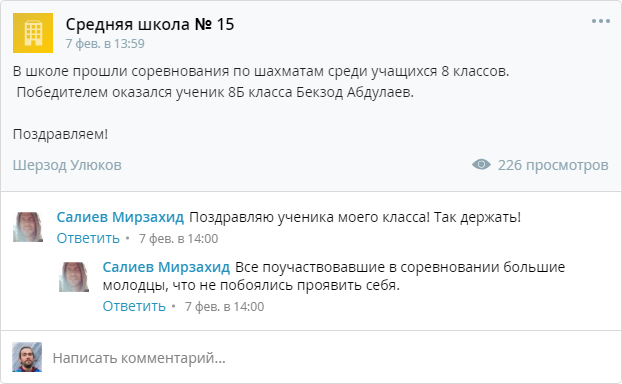 Средняя школа № 15
7 фев. в 13:59
В школе прошли соревнования по шахматам среди учащихся 8 классов.
Победителем оказался ученик 8Б класса Бекзод Абдулаев.
Поздравляем!
Шерзод Улюков
226 просмотров
Салиев Мирзахид Поздравляю ученика моего класса! Так держать!
Ответить • 7 фев. в 14:00
Салиев Мирзахид Все поучаствовавшие в соревновании большие
молодцы, что не побоялись проявить себя.
Ответить • 7 фев. в 14:00
Написать комментарий...